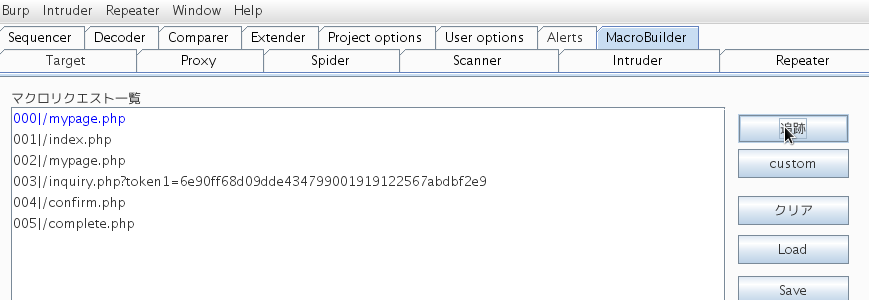 Burp Intruder Repeater Window Help
Sequencer Decoder Comparer Extender Project options User options Alerts MacroBuilder
Target Proxy Spider Scanner Intruder Repeater
マクロリクエスト一覧
000|/mypage.php
001|/index.php
002|/mypage.php
003|/inquiry.php?token1=6e90ff68d09dde434799001919122567abdbf2e9
004|/confirm.php
005|/complete.php
追跡
custom
クリア
Load
Save